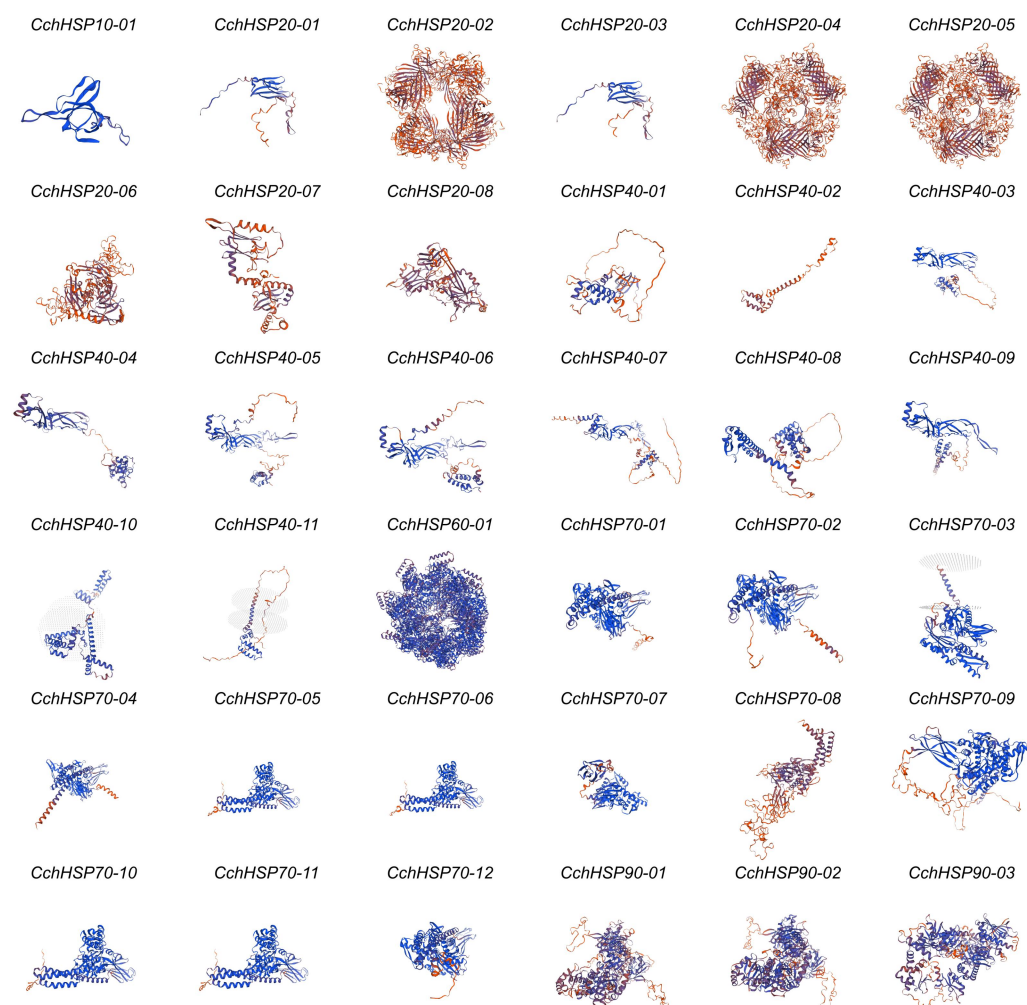 CchHSP10-01 CchHSP20-01 CchHSP20-02 CchHSP20-03 CchHSP20-04 CchHSP20-05
CchHSP20-06 CchHSP20-07 CchHSP20-08 CchHSP40-01 CchHSP40-02 CchHSP40-03
CchHSP40-04 CchHSP40-05 CchHSP40-06 CchHSP40-07 CchHSP40-08 CchHSP40-09
CchHSP40-10 CchHSP40-11 CchHSP60-01 CchHSP70-01 CchHSP70-02 CchHSP70-03
CchHSP70-04 CchHSP70-05 CchHSP70-06 CchHSP70-07 CchHSP70-08 CchHSP70-09
CchHSP70-10 CchHSP70-11 CchHSP70-12 CchHSP90-01 CchHSP90-02 CchHSP90-03